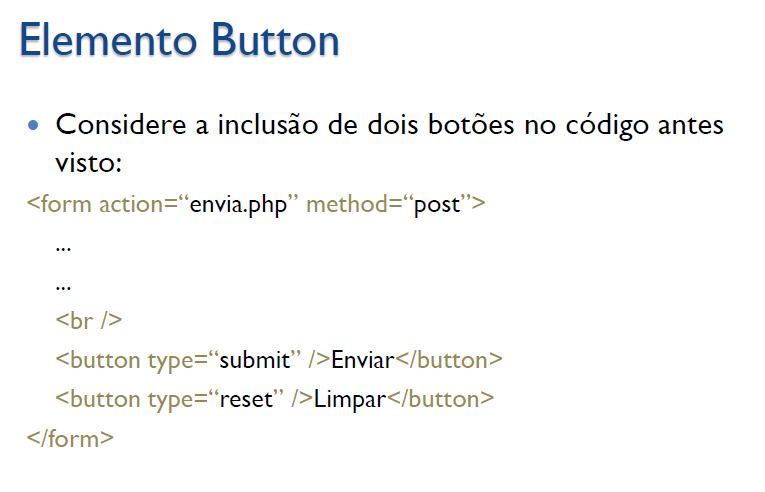 Elemento Button
• Considere a inclusão de dois botões no código antes
visto:
<form action=“envia.php” method=“post”>
...
...
<br />
<button type=“submit” />Enviar</button>
<button type=“reset” />Limpar</button>
</form>